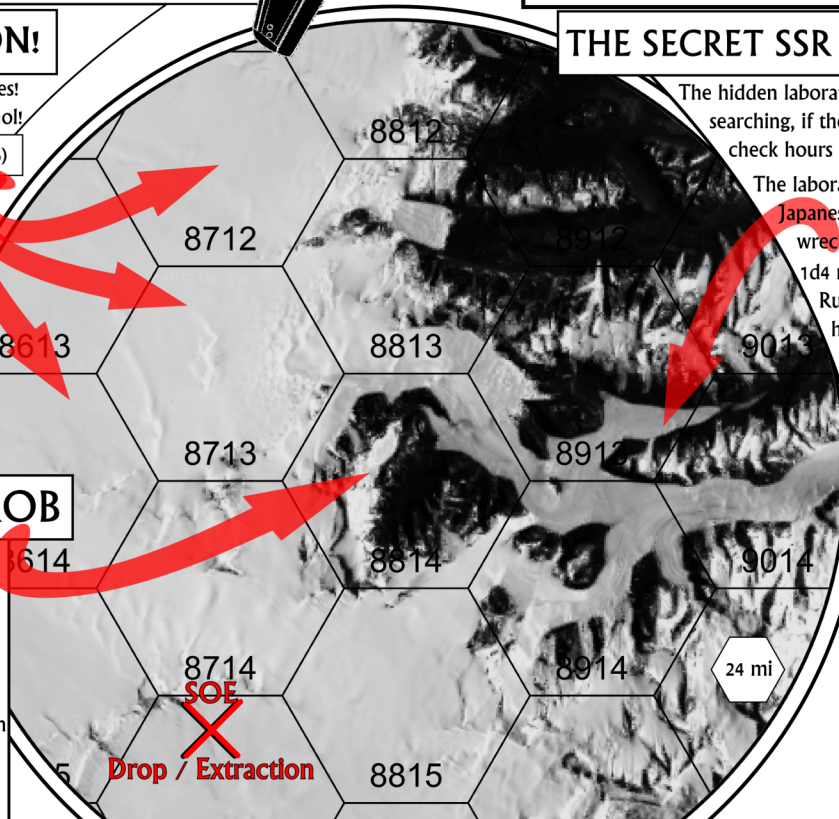 ON!
THE SECRET SSR
es!
ol!
The hidden labora
searching, if the
check hours
The labora
Japanes
wrec
1d4
Ru
h
8812
8712
8912
8613
8813
9013
8713
8913
OB
8614
8814
9014
8714
8914
24 mi
SOE
Drop / Extraction
5
8815